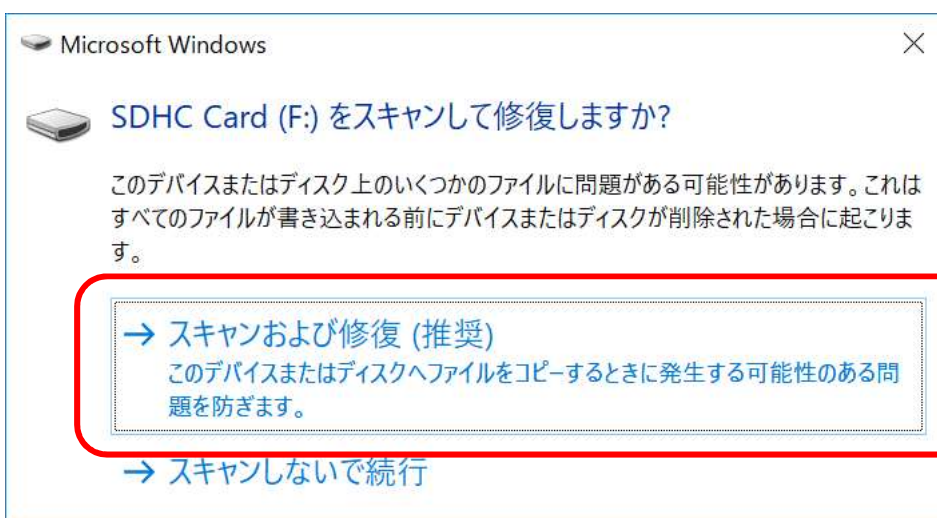 Microsoft Windows
SDHC Card (F:) をスキャンして修復しますか?
このデバイスまたはディスク上のいくつかのファイルに問題がある可能性があります。これは
すべてのファイルが書き込まれる前にデバイスまたはディスクが削除された場合に起こりま
す。
→ スキャンおよび修復 (推奨)
このデバイスまたはディスクへファイルをコピーするときに発生する可能性のある問
題を防ぎます。
→ スキャンしないで続行